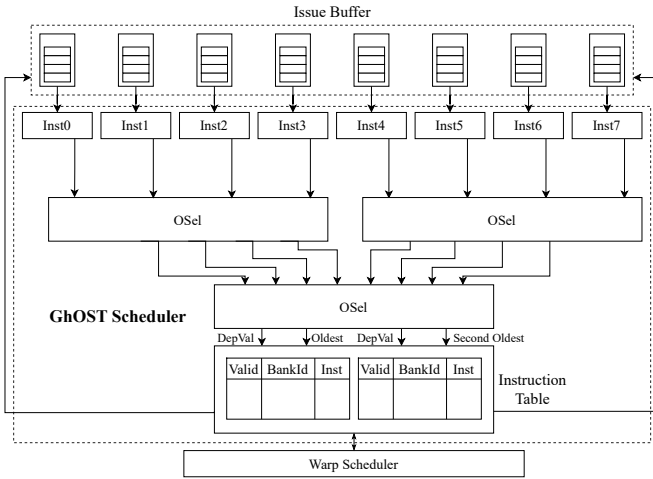 Issue Buffer
Inst0 Inst1 Inst2 Inst3 Inst4 Inst5 Inst6 Inst7
OSel OSel
OSel
GhOST Scheduler
DepVal Oldest DepVal Second Oldest
Valid BankId Inst Valid BankId Inst
Instruction
Table
Warp Scheduler